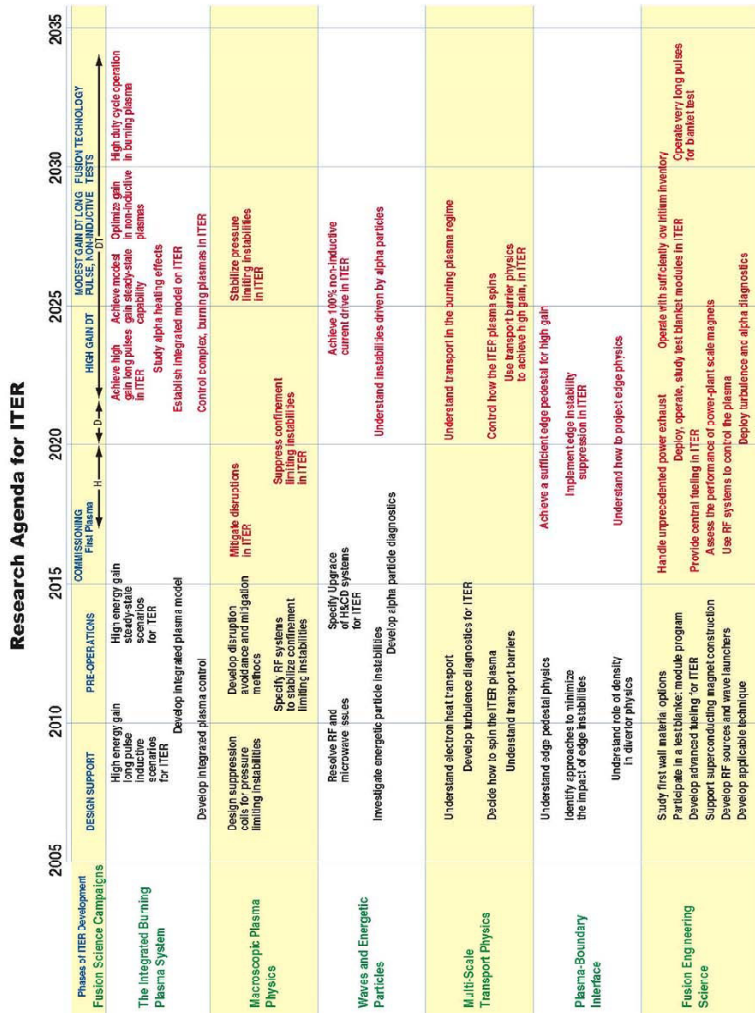 Research Agenda for ITER
2005
2010
2015
2020
2025
2030
2035
Phases of ITER Development
DESIGN SUPPORT
PRE-OPERATIONS
COMMISSIONING
First Plasma
HIGH GAIN DT
MODEST GAIN DT LONG
PULSE, NON-INDUCTIVE
FUSION TECHNOLOGY
TESTS
Fusion Science Campaigns
H
D
DT
The Integrated Burning
Plasma System
High energy gain
long pulse
inductive
scenarios
for ITER
High energy gain
steady-state
scenarios
for ITER
Develop integrated plasma model
Develop integrated plasma control
Achieve high
gain long pulses
in ITER
Achieve modest
gain steady-state
capability
Optimize gain
in non-inductive
plasmas
High duty cycle operation
in burning plasma
Study alpha heating effects
Establish integrated model or ITER
Control complex, burning plasmas in ITER
Macroscopic Plasma
Physics
Design suppression
coils for pressure
limiting instabilities
Develop disruption
avoidance and mitigation
methods
Specify RF systems
to stabilize confinement
limiting instabilities
Mitigate disruptions
in ITER
Suppress confinement
limiting instabilities
in ITER
Stabilize pressure
limiting instabilities
in ITER
Waves and Energetic
Particles
Resolve RF and
microwave issues
Specify Upgrace
of H&CD systems
for ITER
Investigate energetic particle instabilities
Develop alpha particle diagnostics
Achieve 100% non-inductive
current drive in ITER
Understand instabilities driven by alpha particles
Multi-Scale
Transport Physics
Understand electron heat transport
Develop turbulence diagnostics for ITER
Decide how to spin the ITER plasma
Understand transport barriers
Understand transport in the burning plasma regime
Control how the ITER plasma spins
Use transport barrier physics
to achieve high gain, in ITER
Plasma-Boundary
Interface
Understand edge pedestal physics
Identify approaches to minimize
the impact of edge instabilities
Understand role of density
in divertor physics
Achieve a sufficient edge pedestal for high gain
Implement edge instability
suppression in ITER
Understand how to project edge physics
Fusion Engineering
Science
Study first wall material options
Participate in a test blanket module program
Develop advanced fueling for ITER
Support superconducting magnet construction
Develop RF sources and wave launchers
Develop applicable technique
Handle unprecedented power exhaust
Operate with sufficiently low tritium inventory
Deploy, operate, study test blanket modules in ITER
Operate very long pulses
for blanket test
Provide central fueling in ITER
Assess the performance of power-plant scale magnets
Use RF systems to control the plasma
Deploy turbulence and alpha diagnostics